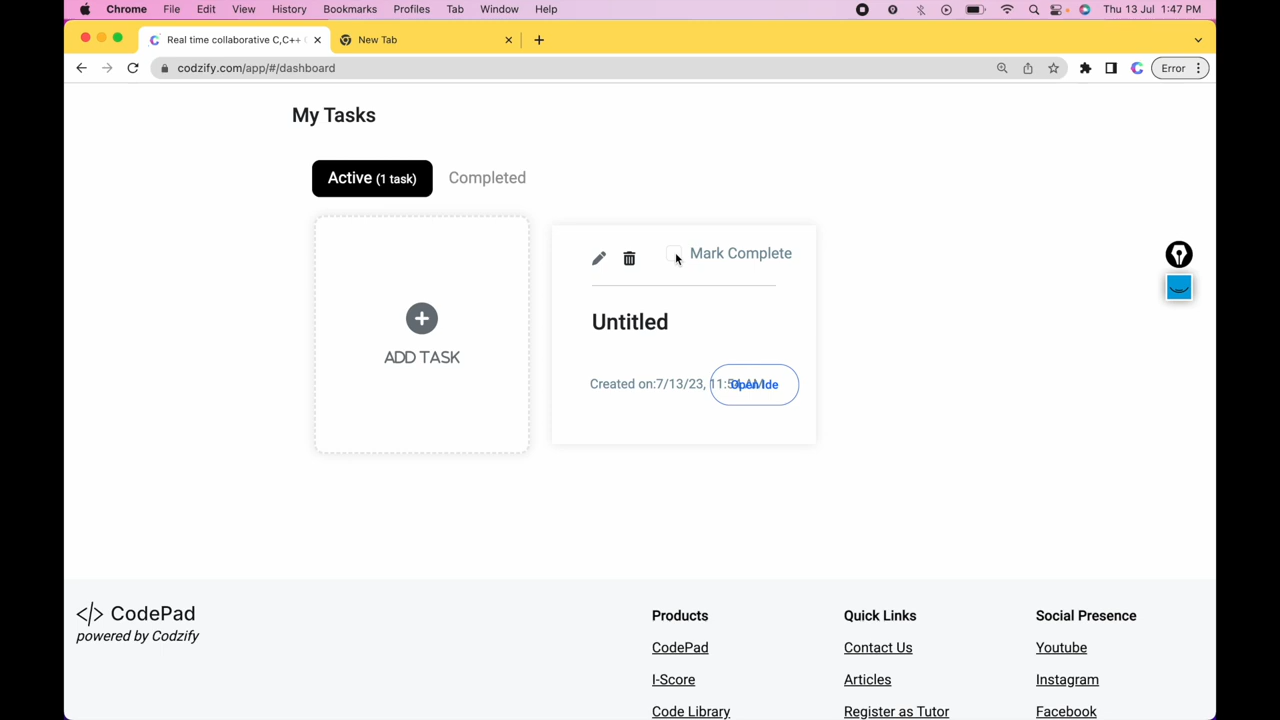 Chrome File Edit View History Bookmarks Profiles Tab Window Help Thu 13 Jul 1:47 PM
Real time collaborative C,C++ New Tab
codzify.com/app/#/dashboard Error
My Tasks
Active (1 task) Completed
Mark Complete
Untitled
ADD TASK
Created on:7/13/23, 11:54 AM Open Ide
CodePad
powered by Codzify
Products Quick Links Social Presence
CodePad Contact Us Youtube
I-Score Articles Instagram
Code Library Register as Tutor Facebook